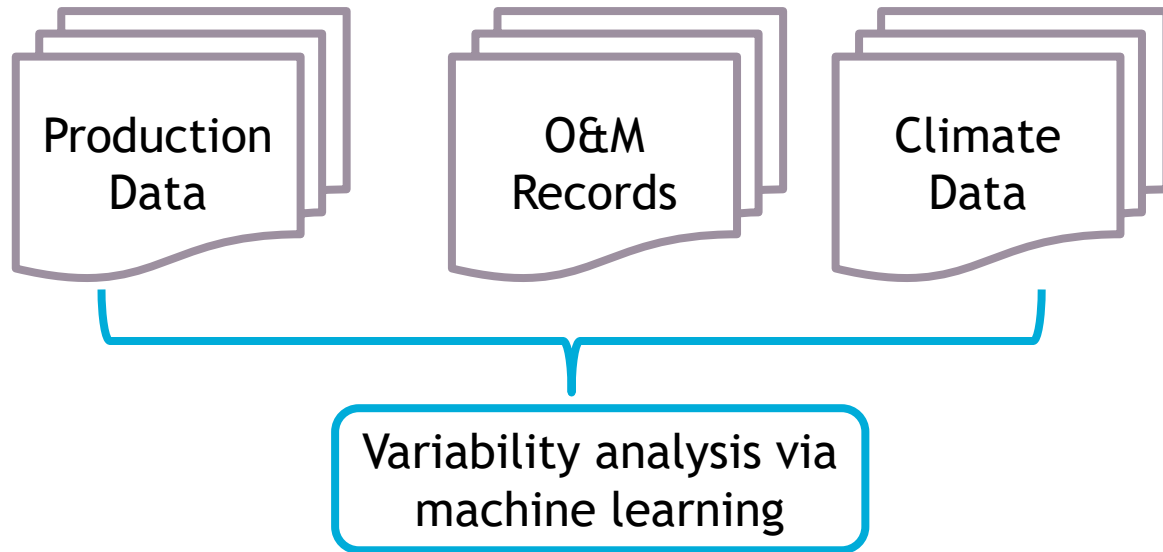 Production
Data
O&M
Records
Climate
Data
Variability analysis via
machine learning